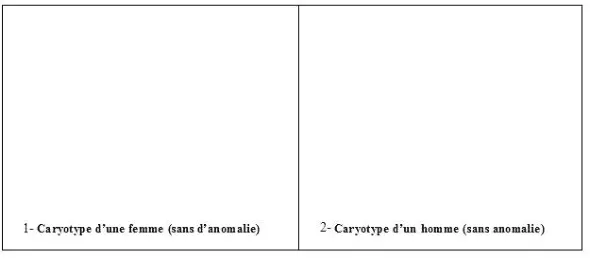 1- Caryotype d’une femme (sans d’anomalie)
2- Caryotype d’un homme (sans anomalie)